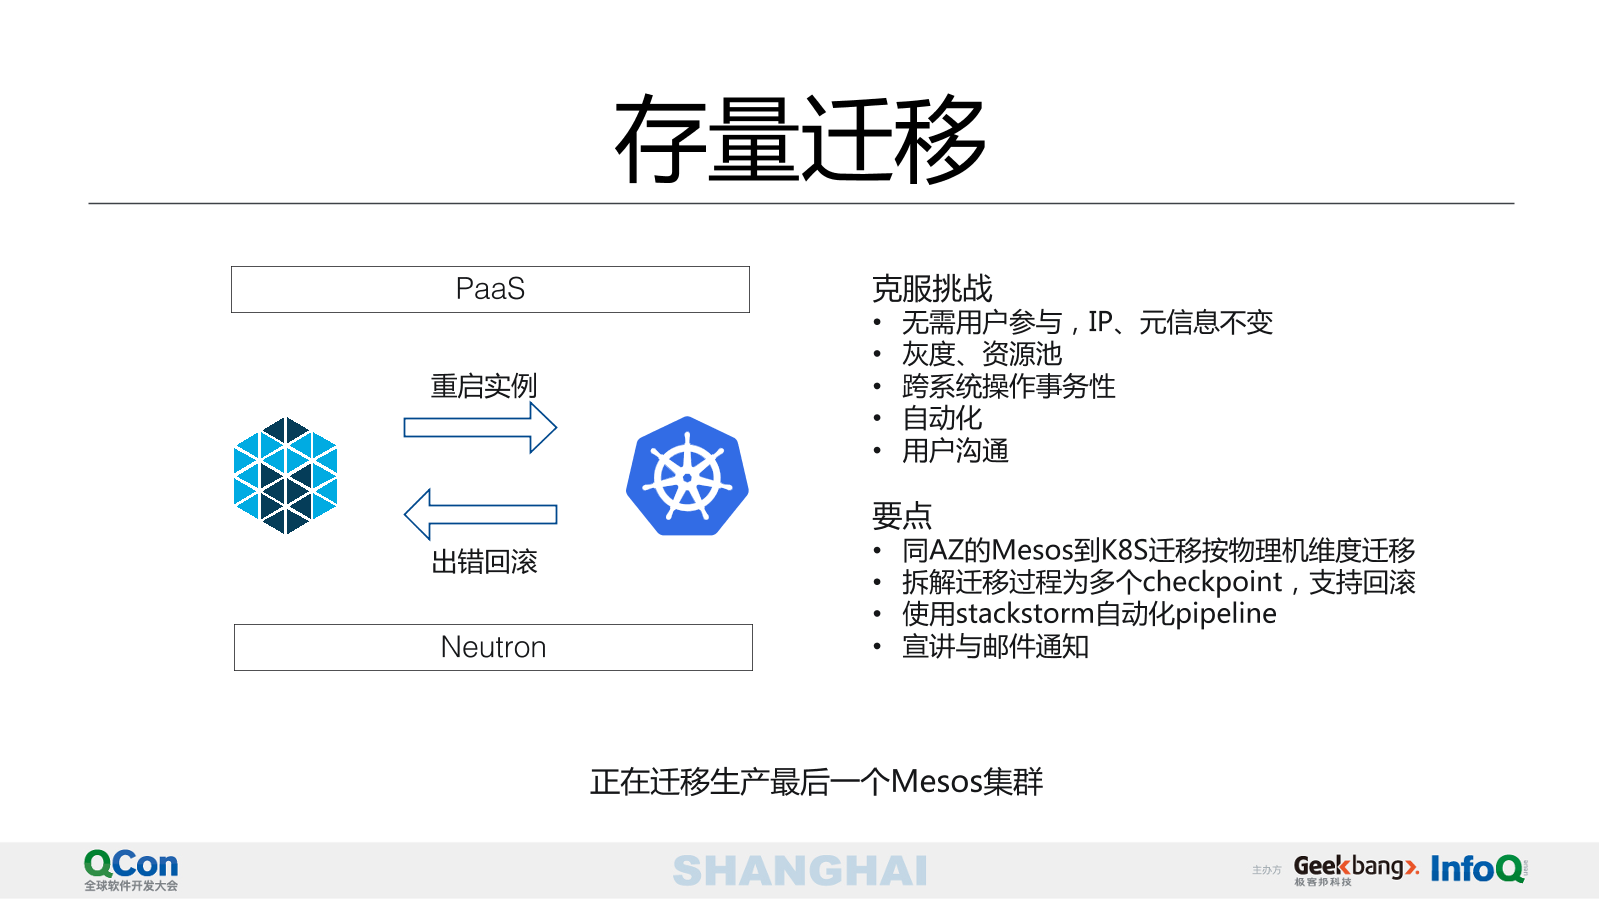 存量迁移
PaaS
重启实例
出错回滚
Neutron
克服挑战
• 无需用户参与，IP、元信息不变
• 灰度、资源池
• 跨系统操作事务性
• 自动化
• 用户沟通
要点
• 同AZ的Mesos到K8S迁移按物理机维度迁移
• 拆解迁移过程为多个checkpoint，支持回滚
• 使用stackstorm自动化pipeline
• 宣讲与邮件通知
正在迁移生产最后一个Mesos集群
QCon
全球软件开发大会
SHANGHAI
主办方
Geekbang
极客邦科技
InfoQ